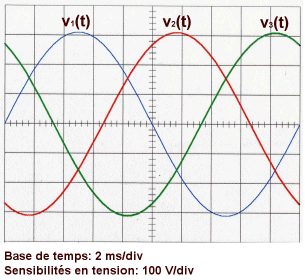 v₁(t) v₂(t) v₃(t)
Base de temps: 2 ms/div
Sensibilités en tension: 100 V/div